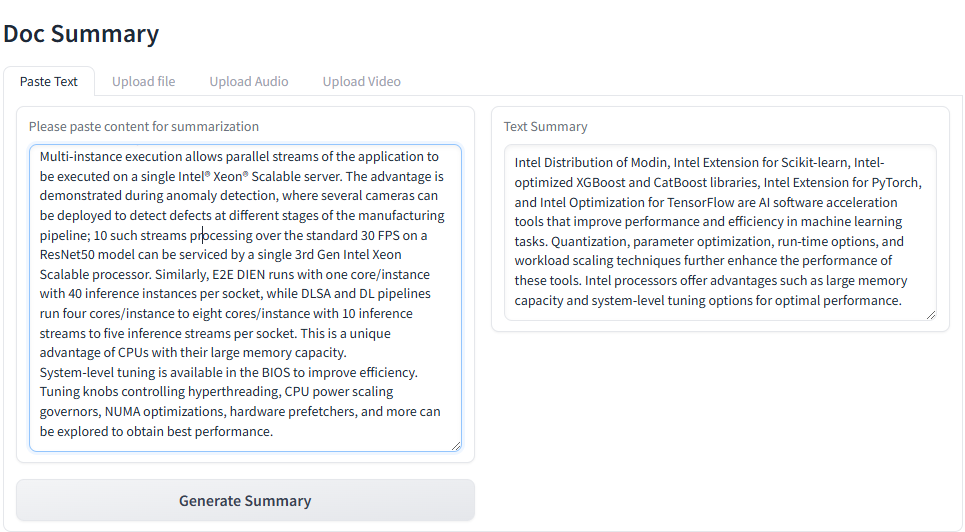 Doc Summary
Paste Text
Upload file
Upload Audio
Upload Video
Please paste content for summarization
Multi-instance execution allows parallel streams of the application to
be executed on a single Intel® Xeon® Scalable server. The advantage is
demonstrated during anomaly detection, where several cameras can
be deployed to detect defects at different stages of the manufacturing
pipeline; 10 such streams processing over the standard 30 FPS on a
ResNet50 model can be serviced by a single 3rd Gen Intel Xeon
Scalable processor. Similarly, E2E DIEN runs with one core/instance
with 40 inference instances per socket, while DLSA and DL pipelines
run four cores/instance to eight cores/instance with 10 inference
streams to five inference streams per socket. This is a unique
advantage of CPUs with their large memory capacity.
System-level tuning is available in the BIOS to improve efficiency.
Tuning knobs controlling hyperthreading, CPU power scaling
governors, NUMA optimizations, hardware prefetchers, and more can
be explored to obtain best performance.
Generate Summary
Text Summary
Intel Distribution of Modin, Intel Extension for Scikit-learn, Intel-
optimized XGBoost and CatBoost libraries, Intel Extension for PyTorch,
and Intel Optimization for TensorFlow are AI software acceleration
tools that improve performance and efficiency in machine learning
tasks. Quantization, parameter optimization, run-time options, and
workload scaling techniques further enhance the performance of
these tools. Intel processors offer advantages such as large memory
capacity and system-level tuning options for optimal performance.